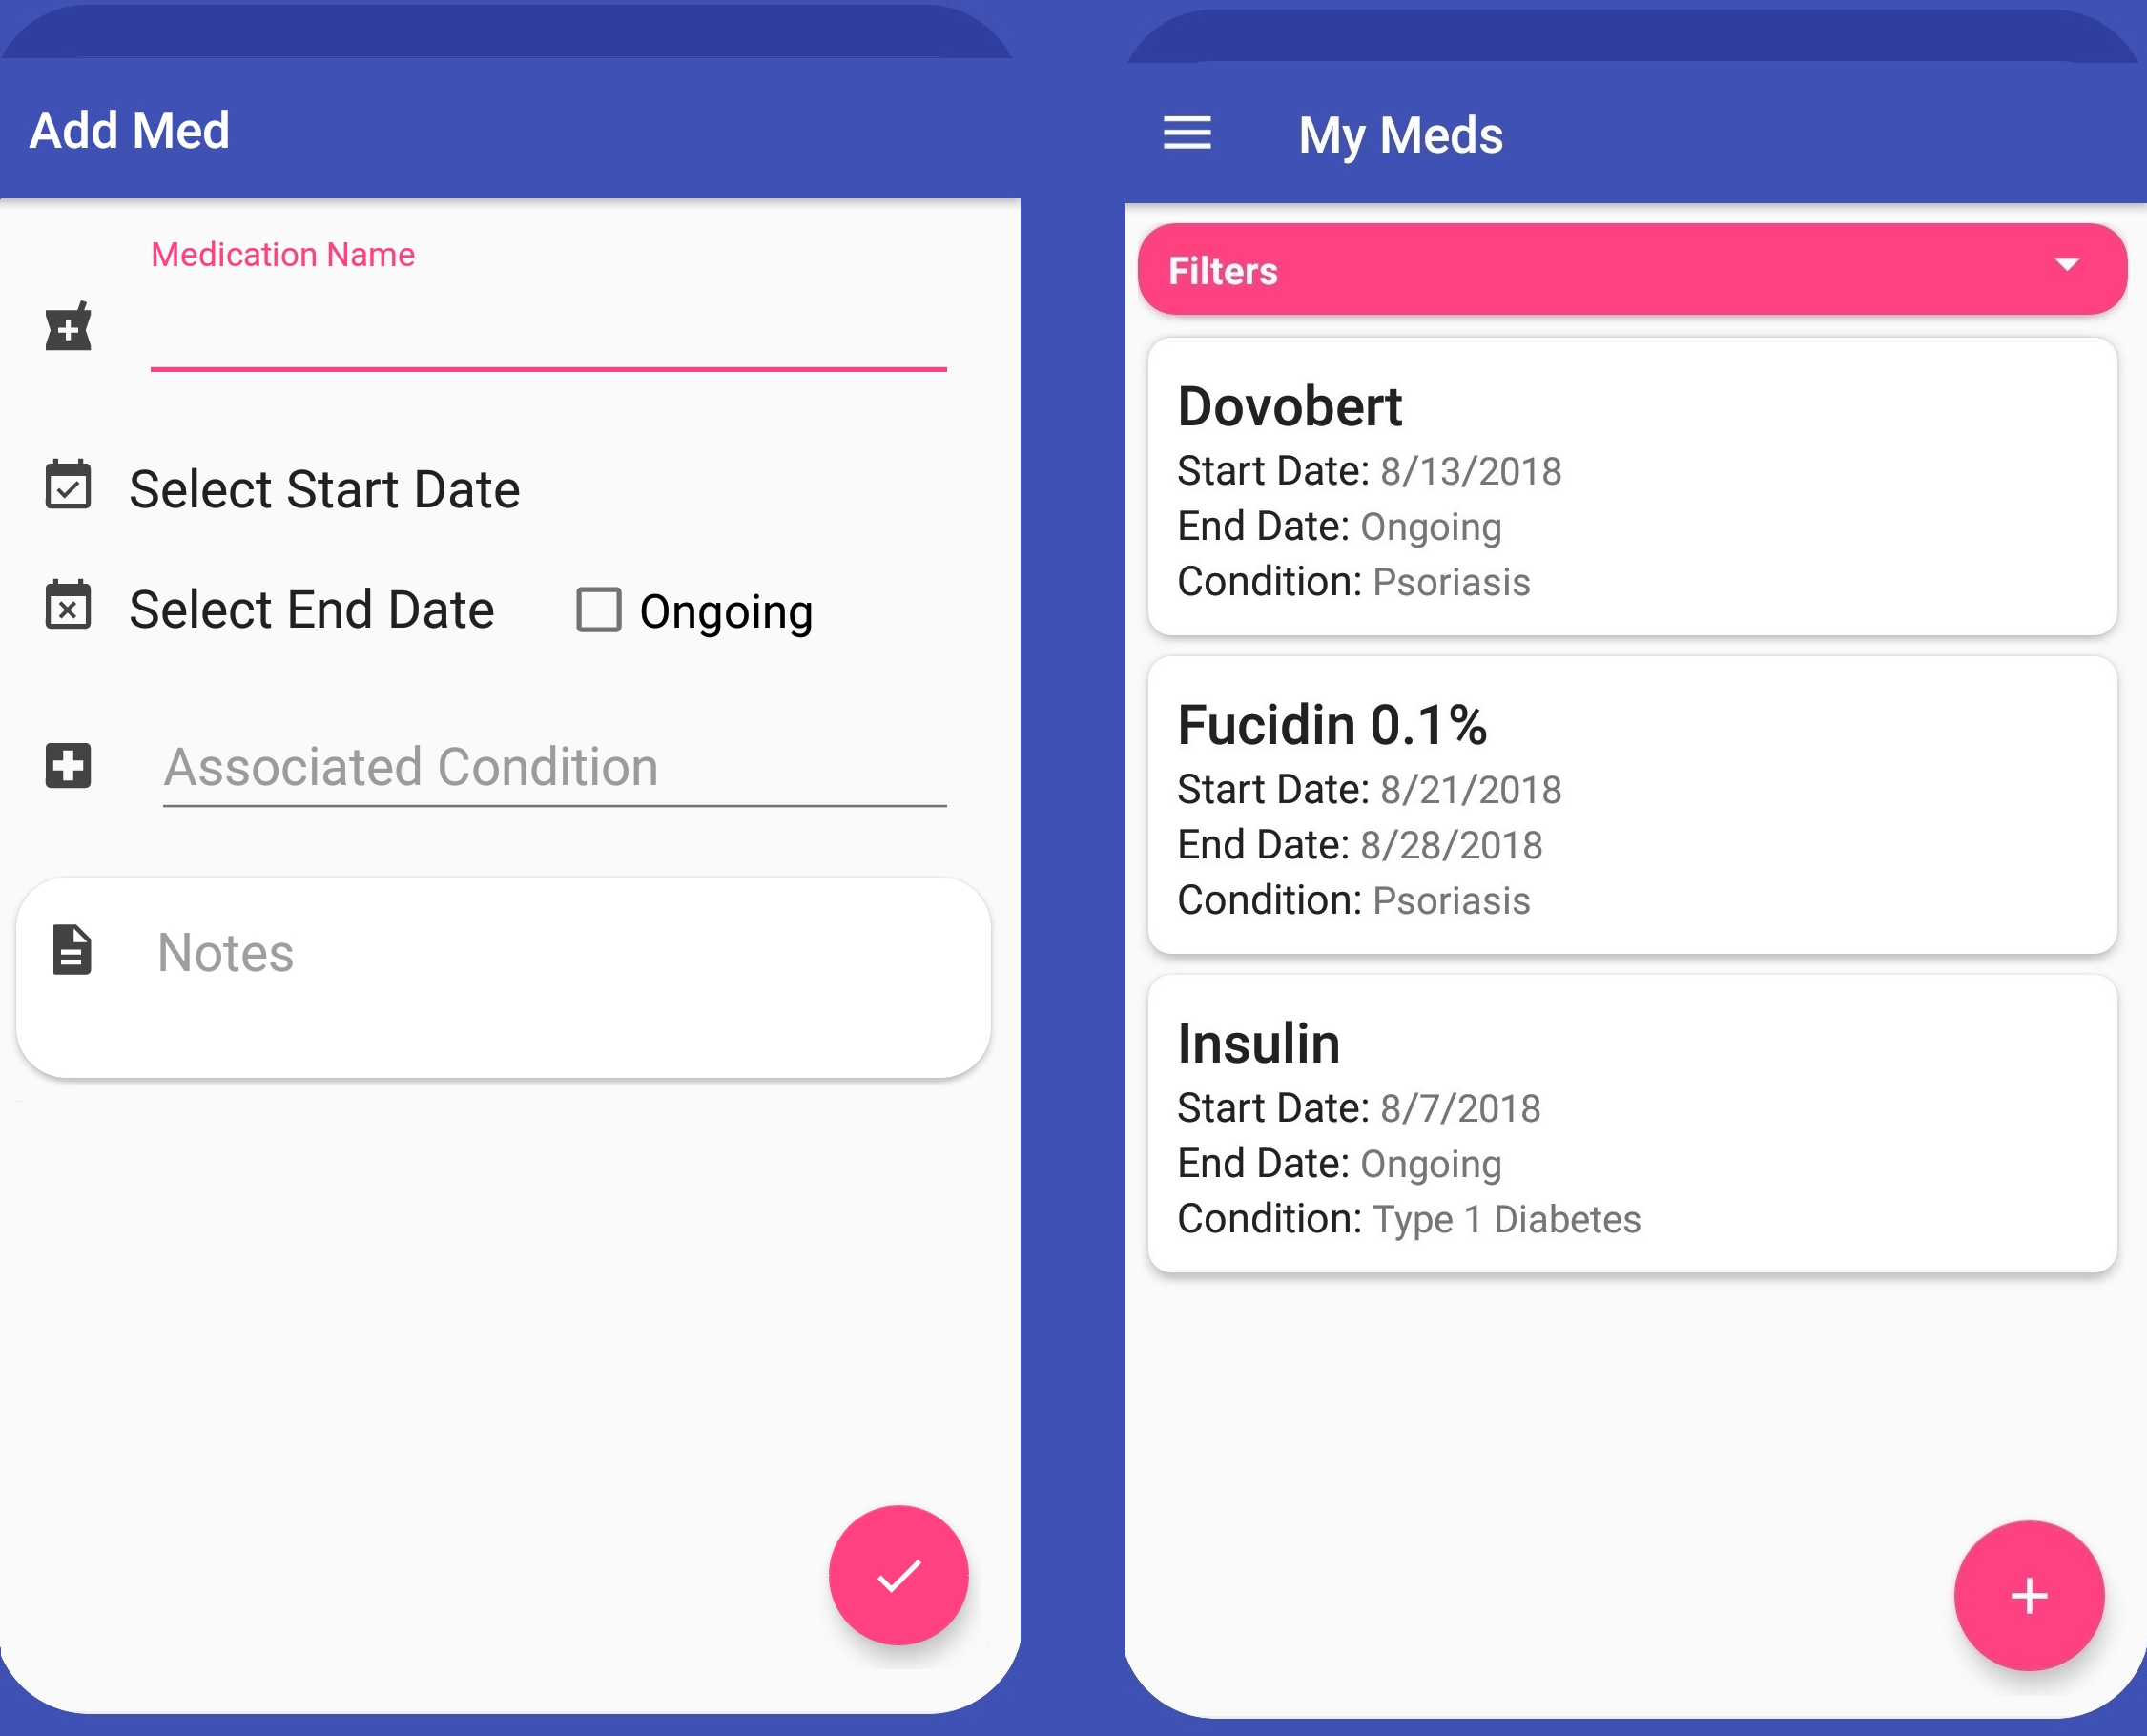 Add Med
Medication Name
Select Start Date
Select End Date
Ongoing
Associated Condition
Notes
My Meds
Filters
Dovobert
Start Date: 8/13/2018
End Date: Ongoing
Condition: Psoriasis
Fucidin 0.1%
Start Date: 8/21/2018
End Date: 8/28/2018
Condition: Psoriasis
Insulin
Start Date: 8/7/2018
End Date: Ongoing
Condition: Type 1 Diabetes